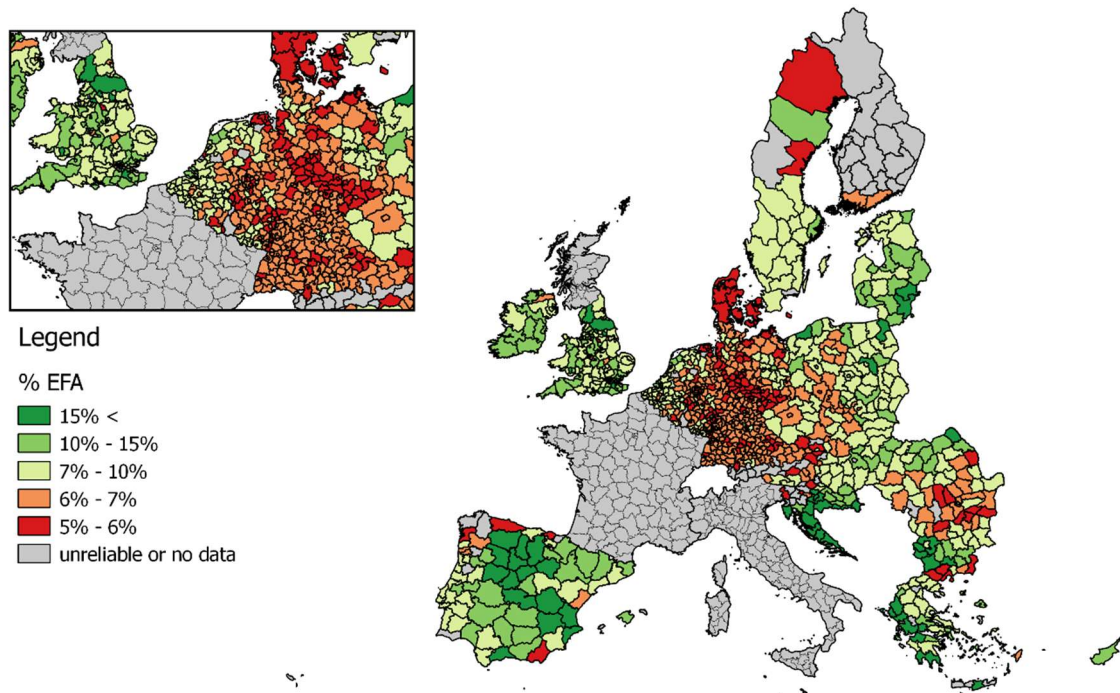 Legend
% EFA
15% <
10% - 15%
7% - 10%
6% - 7%
5% - 6%
unreliable or no data